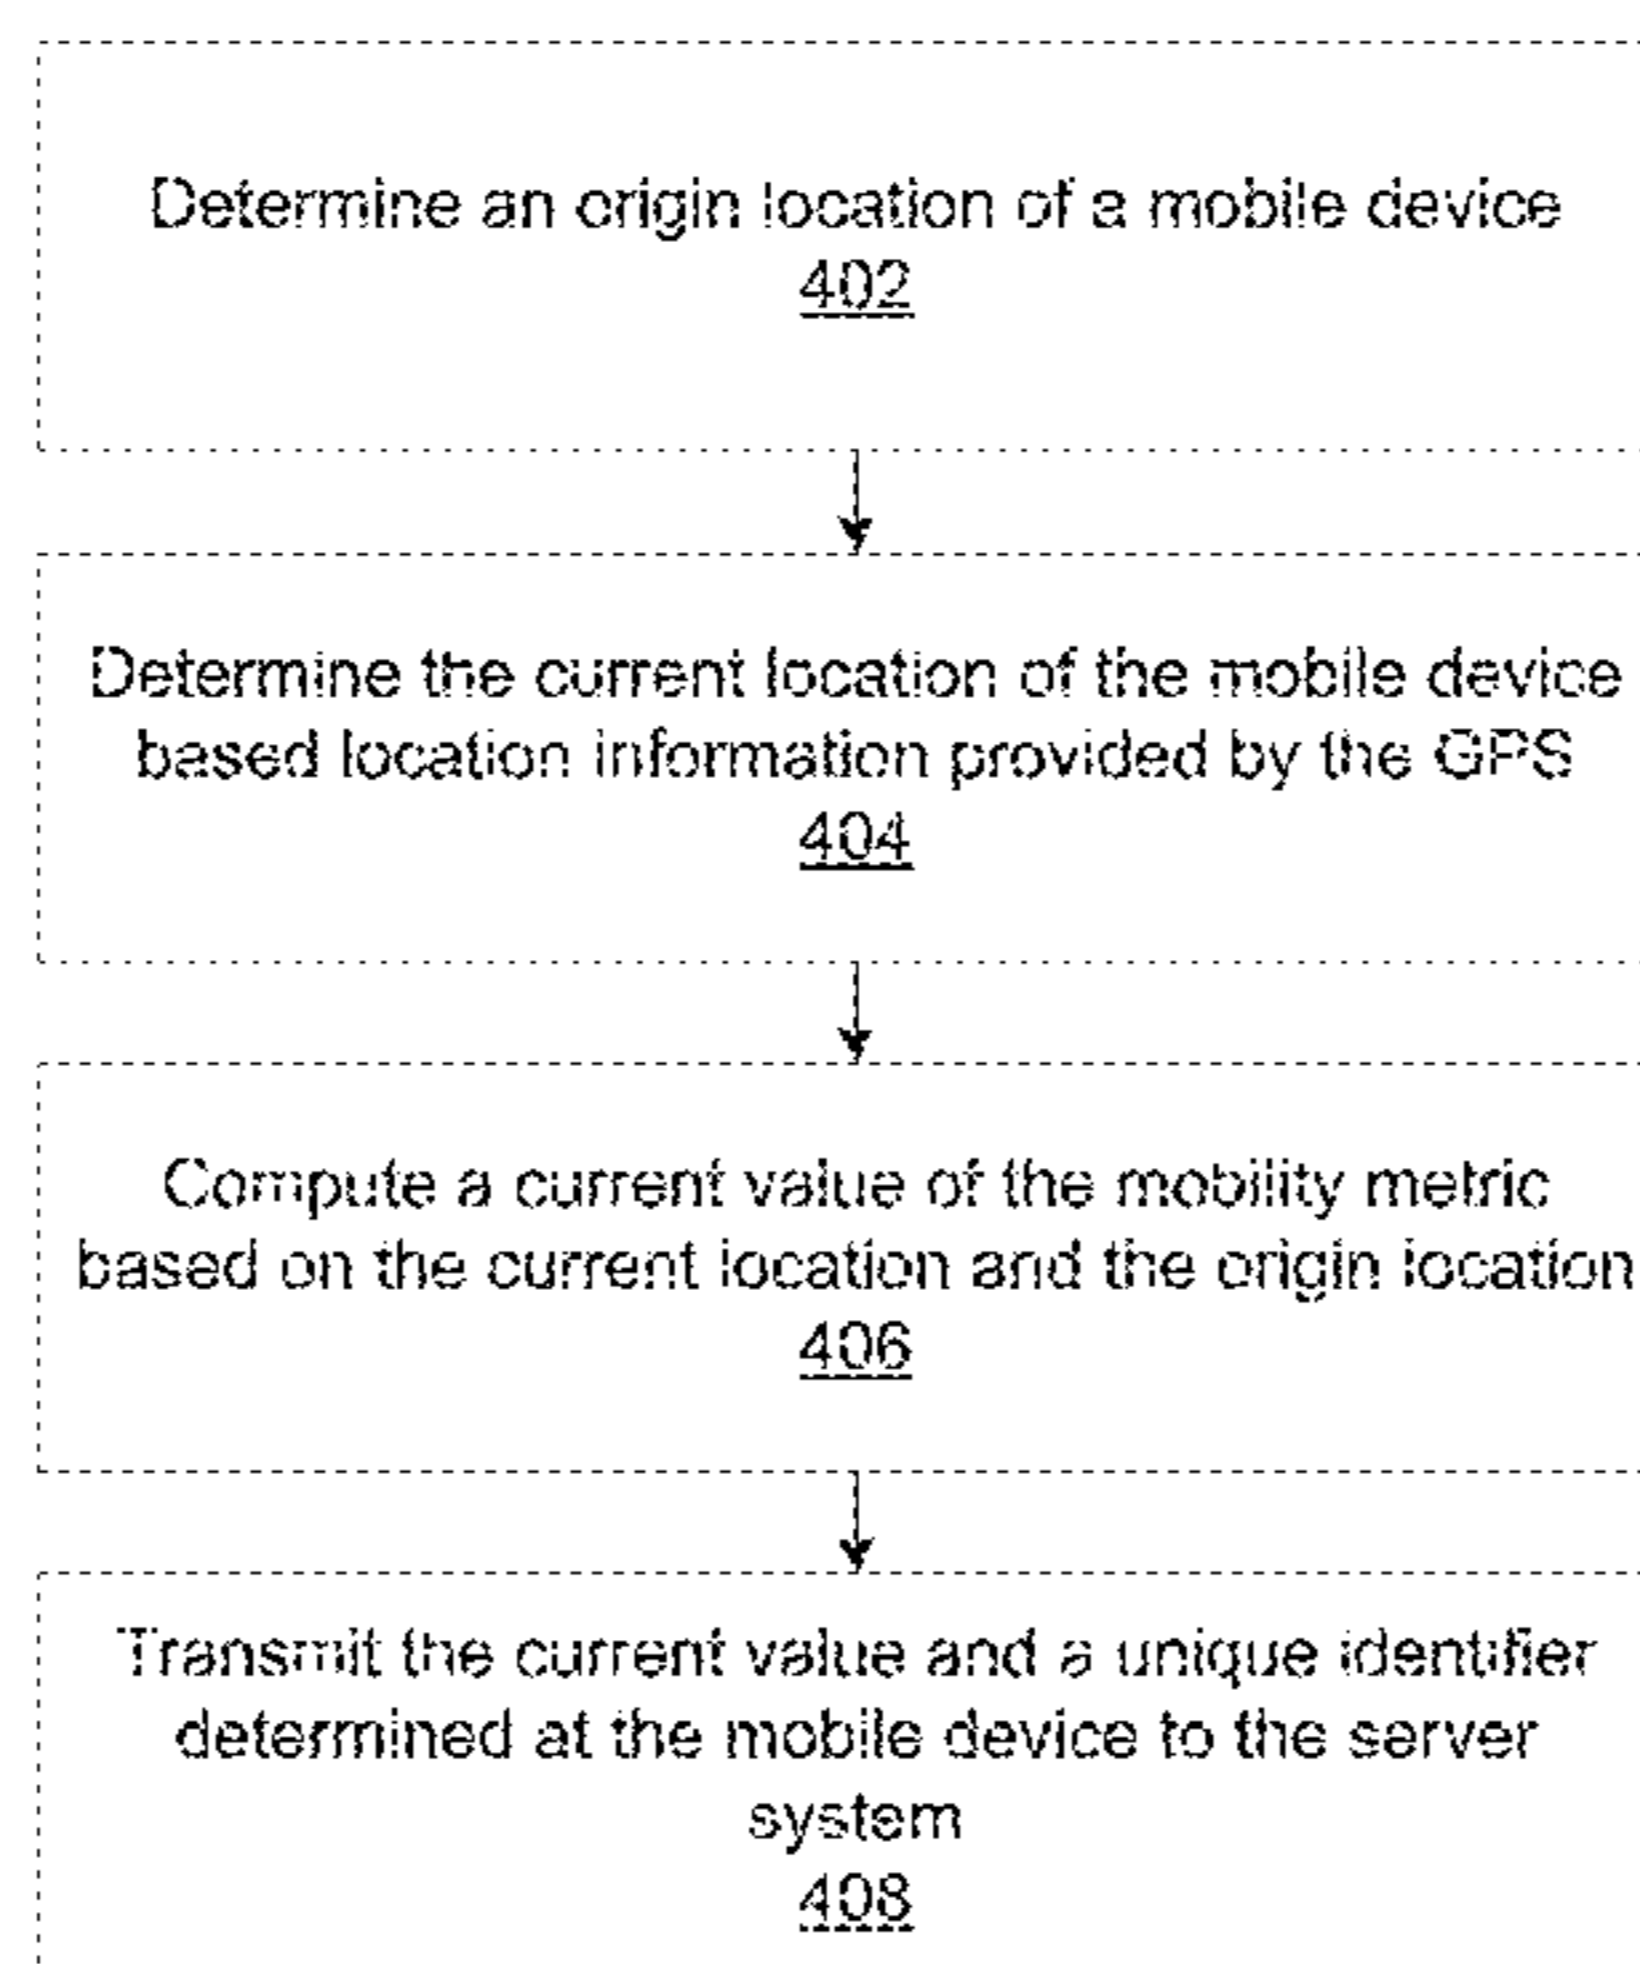 Determine an origin location of a mobile device
402
Determine the current location of the mobile device
based location information provided by the GPS
404
Compute a current value of the mobility metric
based on the current location and the origin location
406
Transmit the current value and a unique identifier
determined at the mobile device to the server
system
408